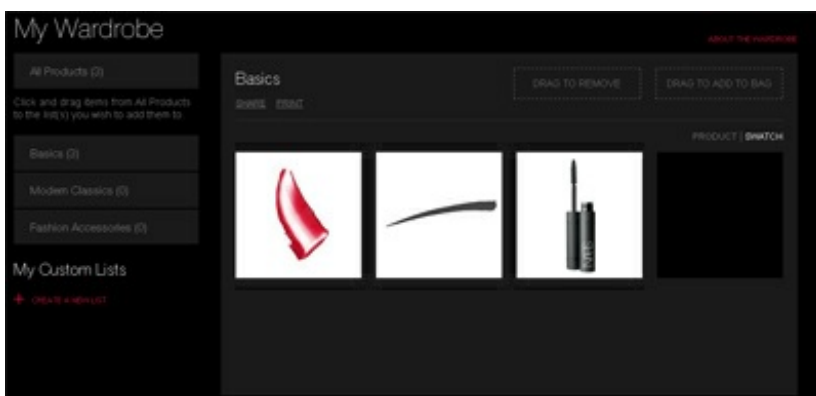 My Wardrobe
ABOUT THE WARDROBE
All Products (3)
Click and drag items from All Products
to the list(s) you wish to add them to.
Basics (3)
Modern Classics (0)
Fashion Accessories (0)
My Custom Lists
+ CREATE A NEW LIST
Basics
SHARE PRINT
DRAG TO REMOVE
DRAG TO ADD TO BAG
PRODUCT | SWATCH
NARS